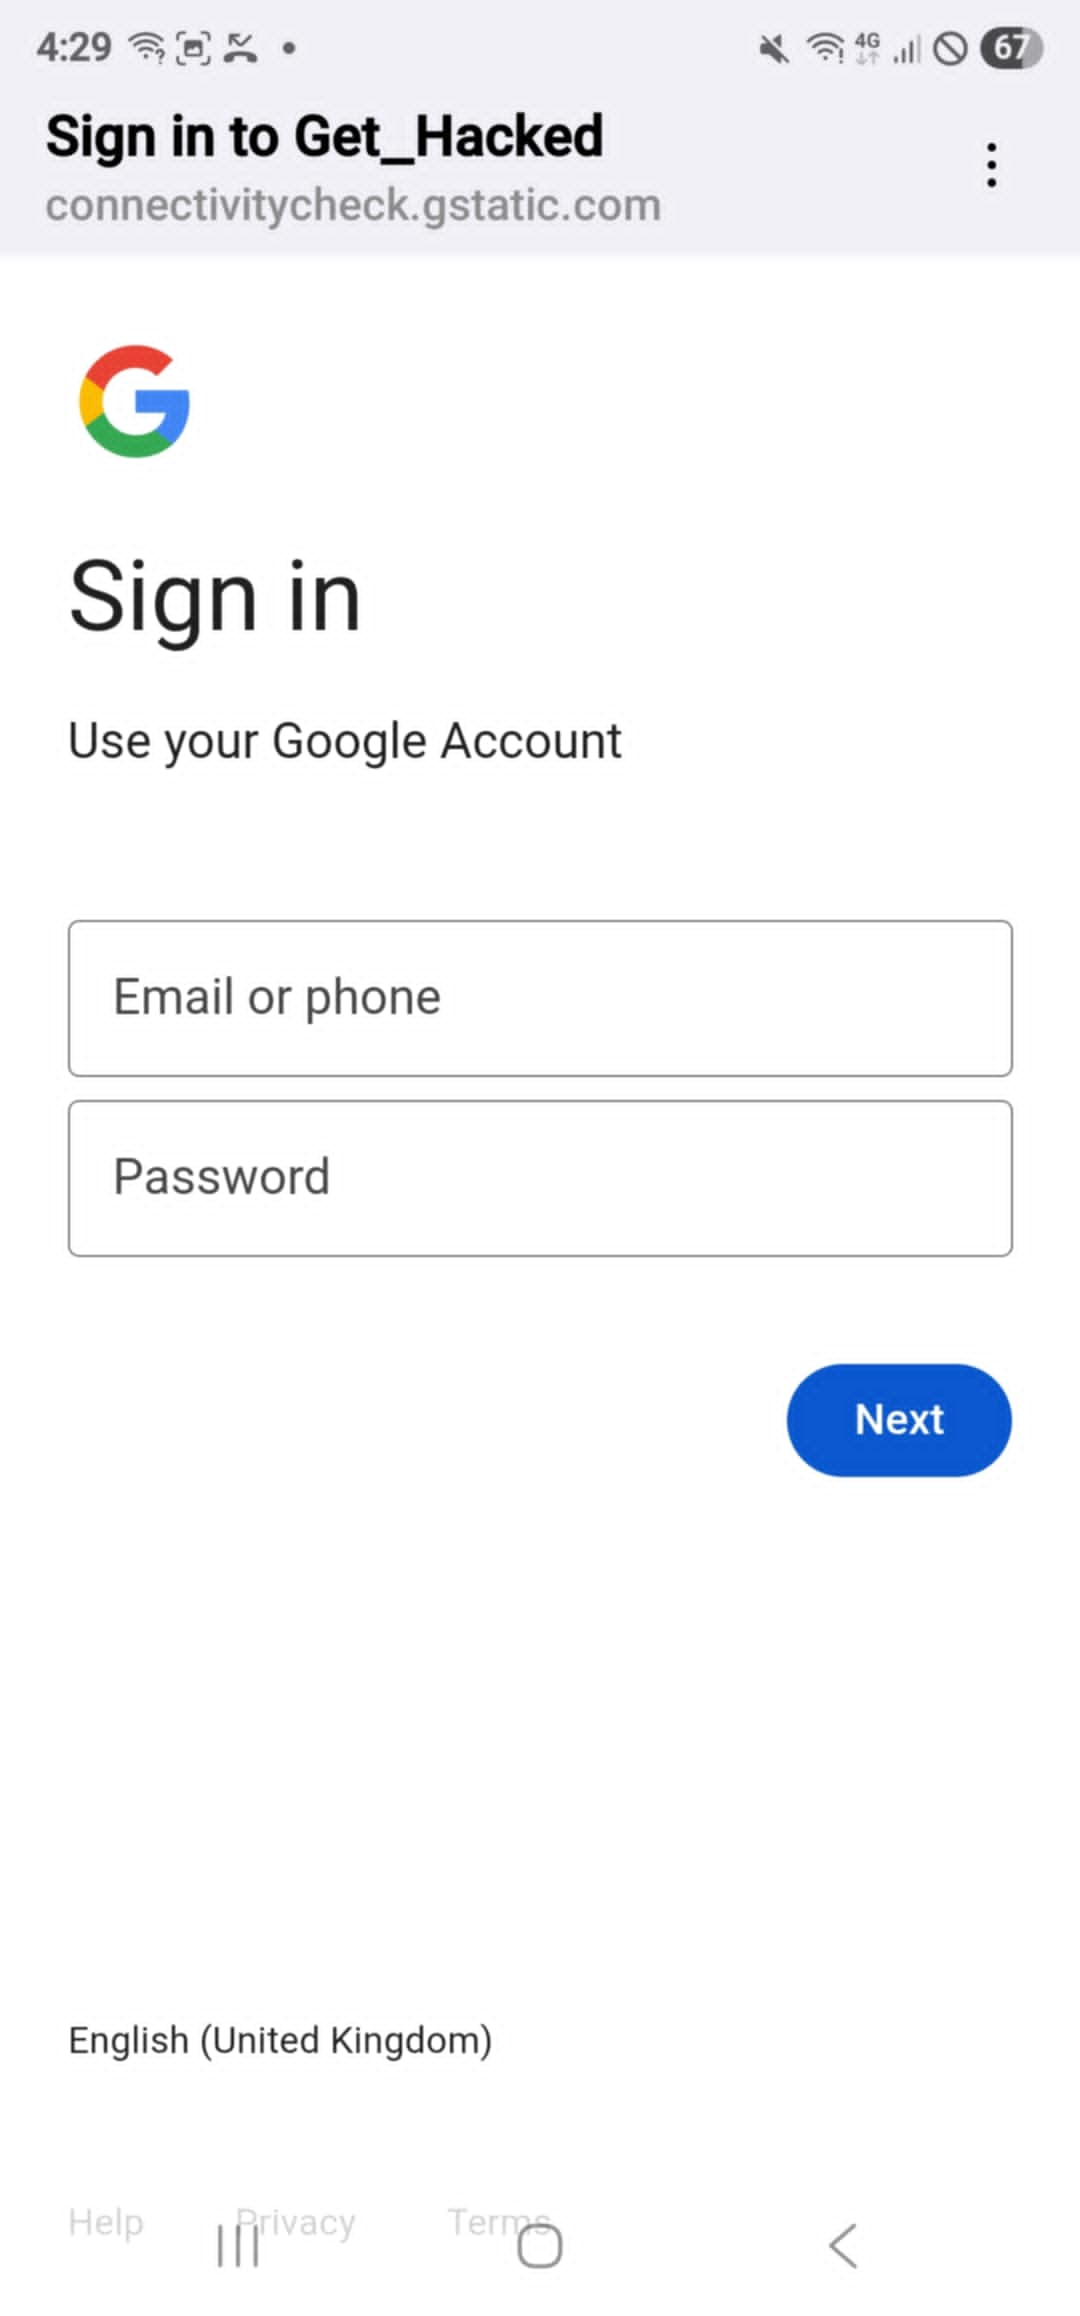 4:29
4G
67
Sign in to Get_Hacked
connectivitycheck.gstatic.com
Sign in
Use your Google Account
Email or phone
Password
Next
English (United Kingdom)
Help Privacy Terms